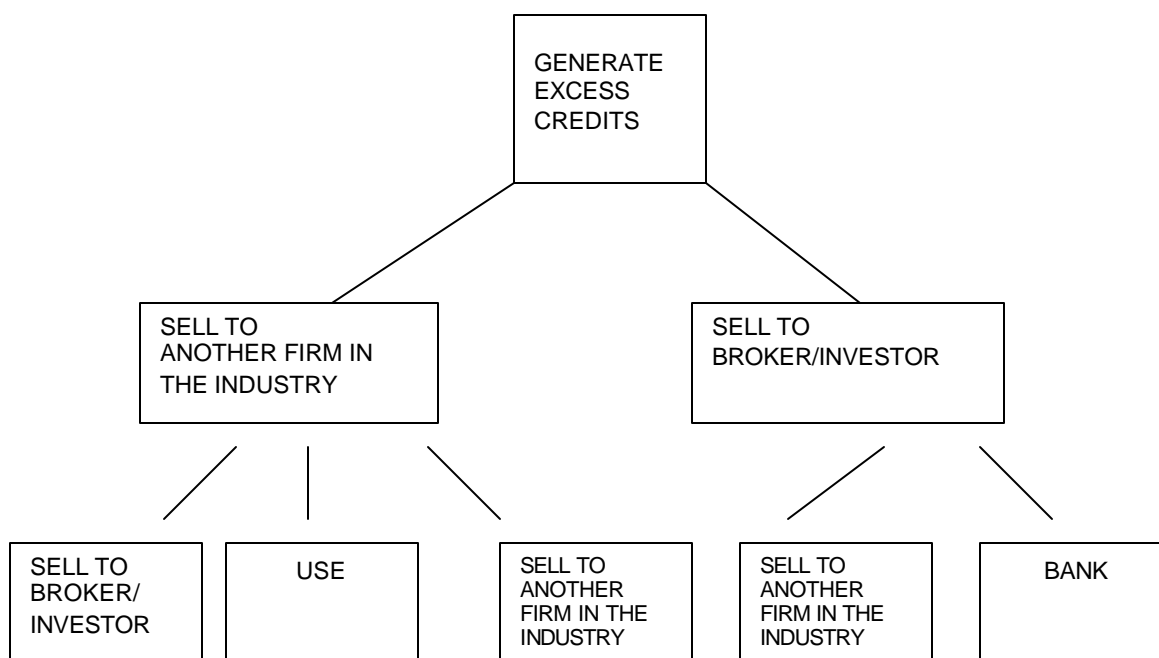 GENERATE
EXCESS
CREDITS
SELL TO
ANOTHER FIRM IN
THE INDUSTRY
SELL TO
BROKER/INVESTOR
SELL TO
BROKER/
INVESTOR
USE
SELL TO
ANOTHER
FIRM IN THE
INDUSTRY
SELL TO
ANOTHER
FIRM IN THE
INDUSTRY
BANK